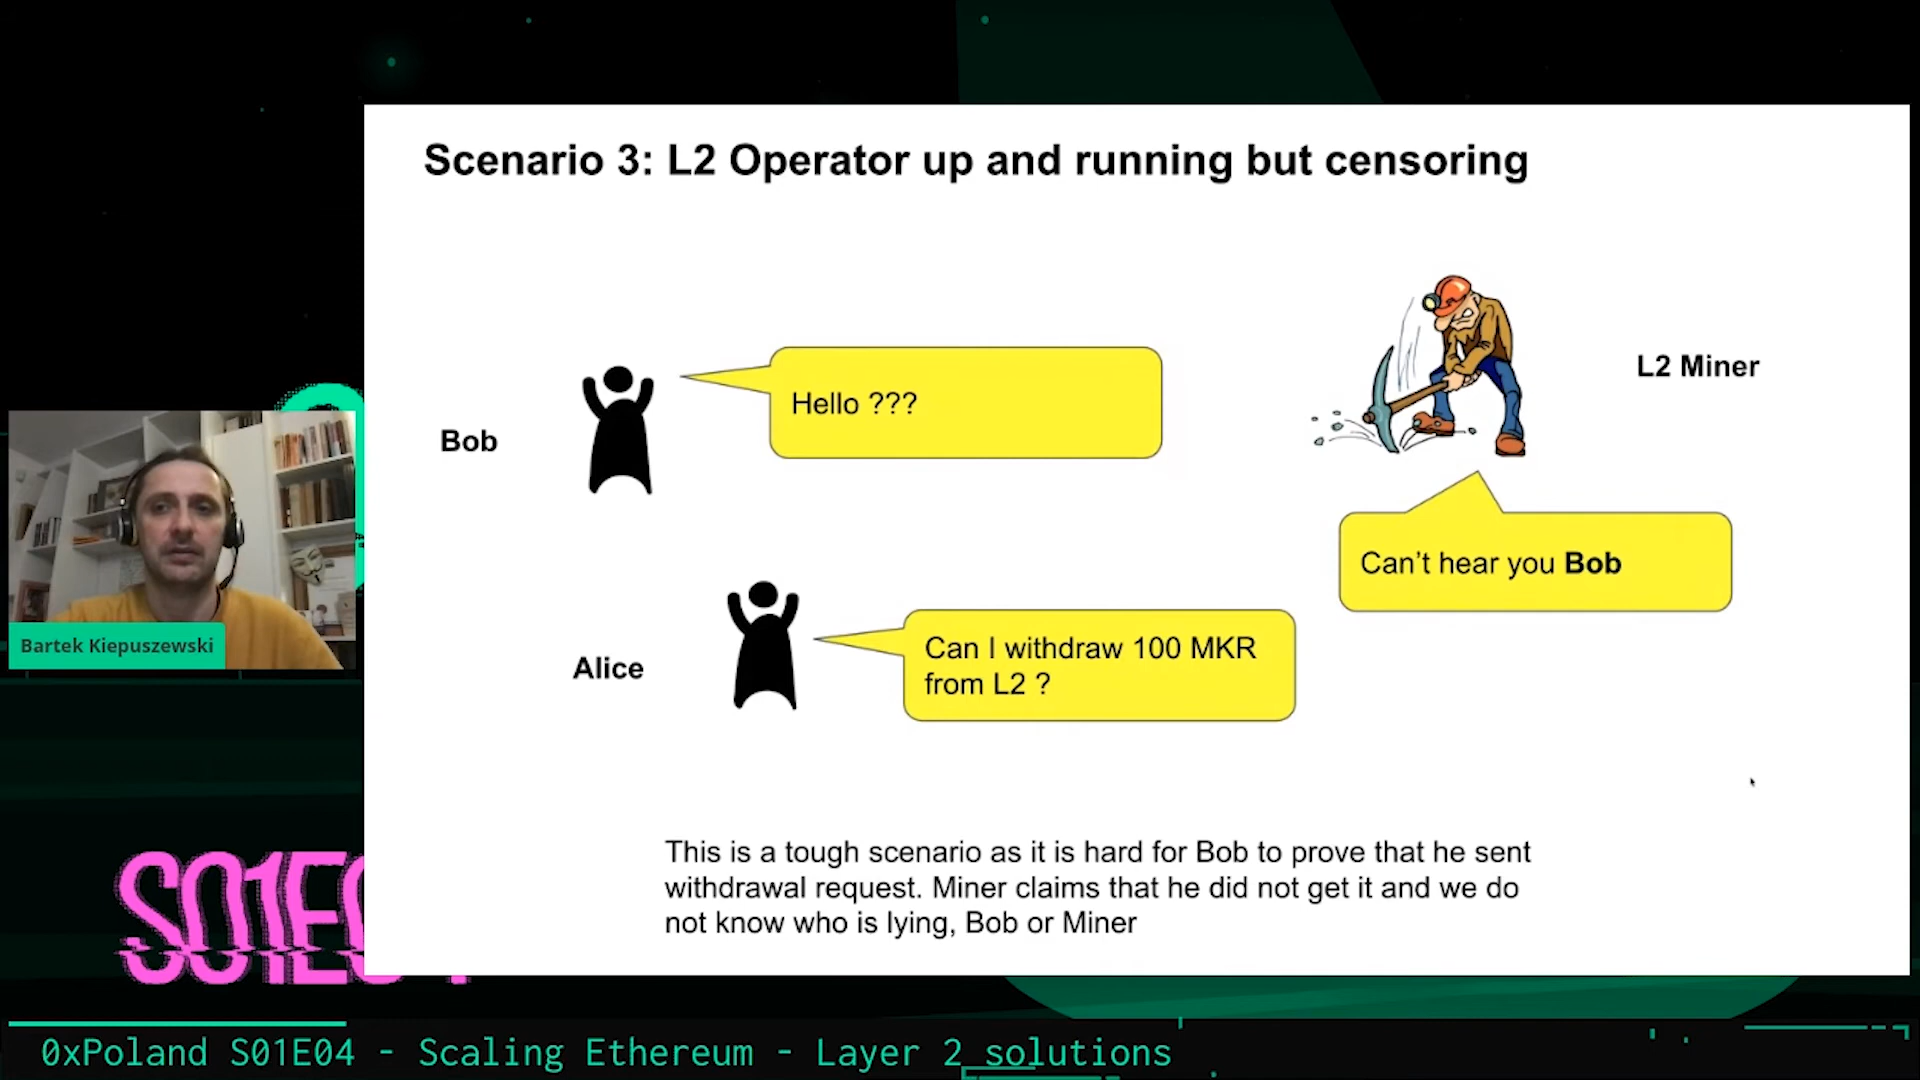 Scenario 3: L2 Operator up and running but censoring
Hello ???
L2 Miner
Bob
Can't hear you Bob
Bartek Kiepuszewski
Can I withdraw 100 MKR
from L2 ?
Alice
This is a tough scenario as it is hard for Bob to prove that he sent
withdrawal request. Miner claims that he did not get it and we do
not know who is lying, Bob or Miner
0xPoland S01E04 - Scaling Ethereum - Layer 2 solutions